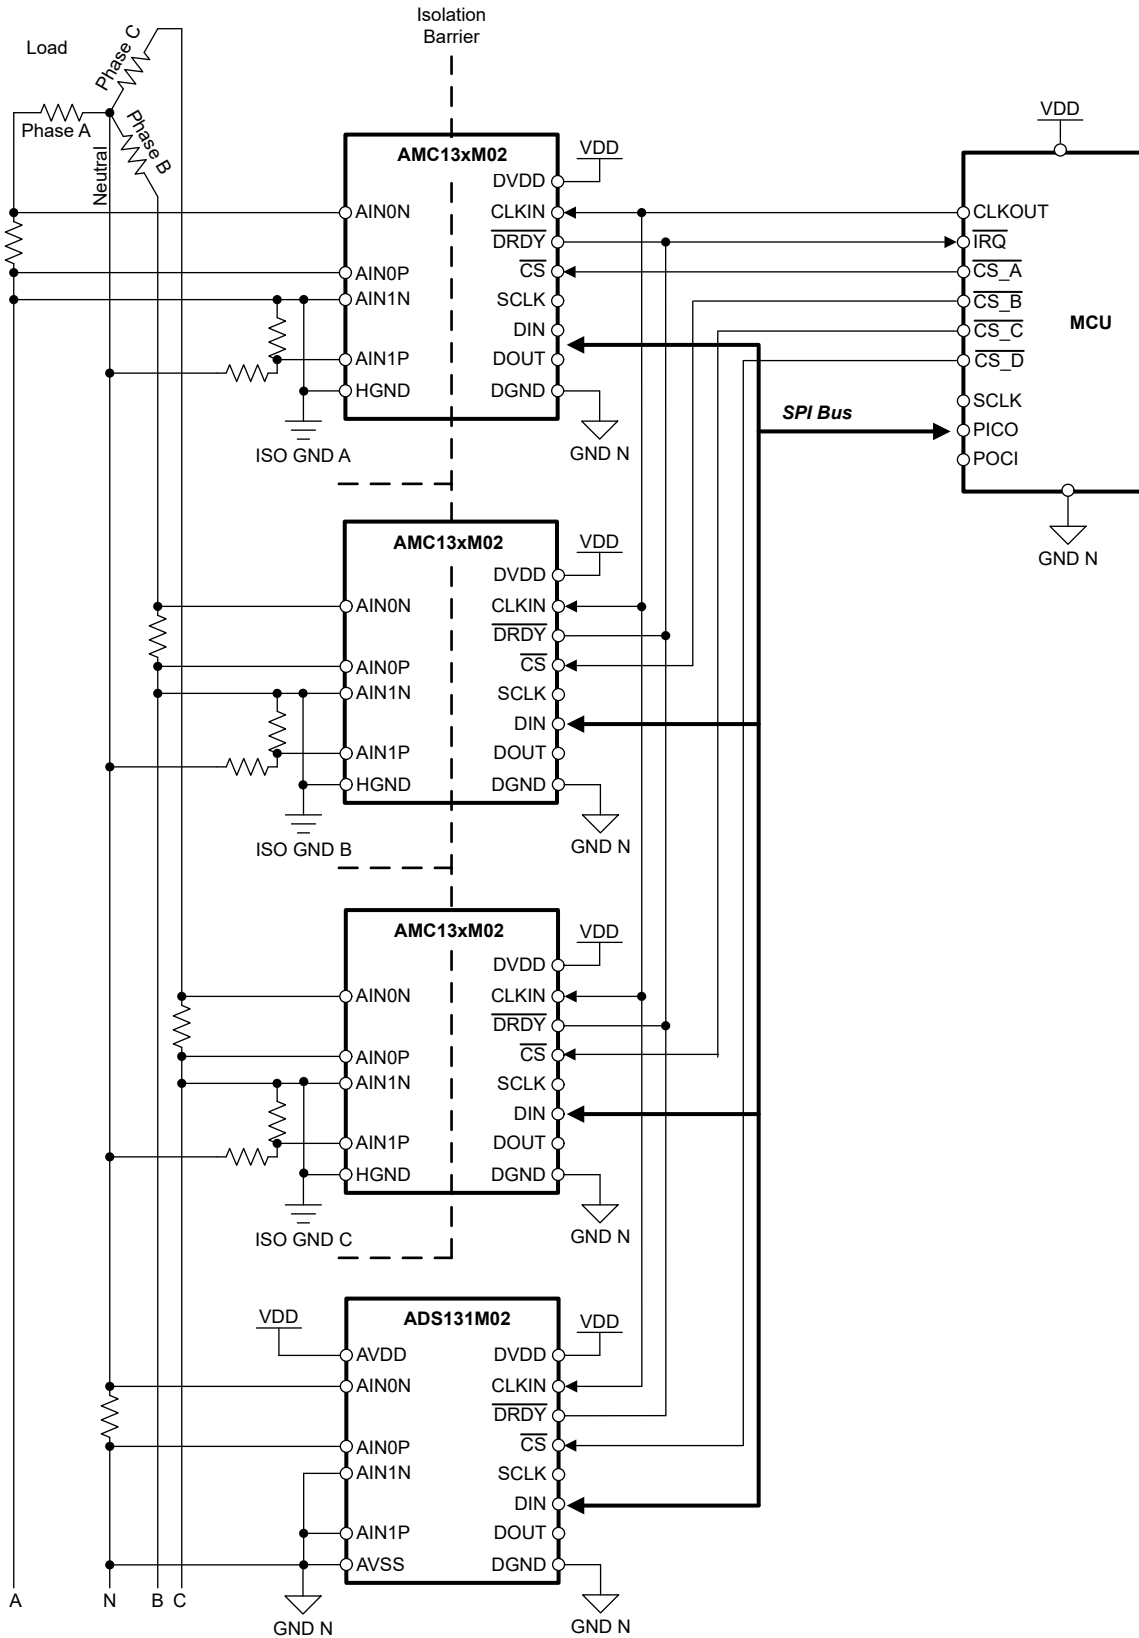 Isolation
Barrier
Load
Phase C
Phase A
Phase B
Neutral
AMC13xM02
VDD
DVDD
AIN0N
CLKIN
DRDY
AIN0P
CS
AIN1N
SCLK
DIN
AIN1P
DOUT
HGND
DGND
ISO GND A
GND N
VDD
CLKOUT
IRQ
CS_A
CS_B
CS_C
CS_D
MCU
SCLK
PICO
POCI
GND N
SPI Bus
AMC13xM02
VDD
DVDD
AIN0N
CLKIN
DRDY
AIN0P
CS
AIN1N
SCLK
DIN
AIN1P
DOUT
HGND
DGND
ISO GND B
GND N
AMC13xM02
VDD
DVDD
AIN0N
CLKIN
DRDY
AIN0P
CS
AIN1N
SCLK
DIN
AIN1P
DOUT
HGND
DGND
ISO GND C
GND N
ADS131M02
VDD
VDD
AVDD
DVDD
AIN0N
CLKIN
DRDY
AIN0P
CS
AIN1N
SCLK
DIN
AIN1P
DOUT
AVSS
DGND
A
N
B
C
GND N
GND N